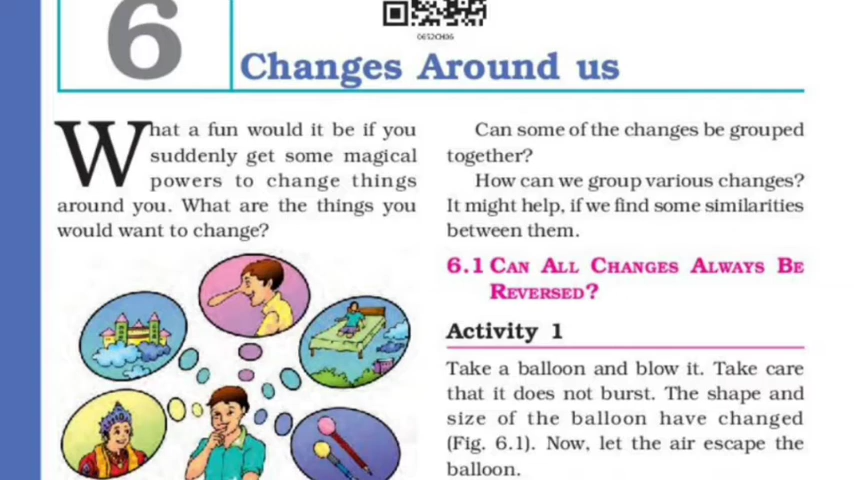 6
0652CH06
Changes Around us
What a fun would it be if you
suddenly get some magical
powers to change things
around you. What are the things you
would want to change?
Can some of the changes be grouped
together?
How can we group various changes?
It might help, if we find some similarities
between them.
6.1 CAN ALL CHANGES ALWAYS BE
REVERSED?
Activity 1
Take a balloon and blow it. Take care
that it does not burst. The shape and
size of the balloon have changed
(Fig. 6.1). Now, let the air escape the
balloon.